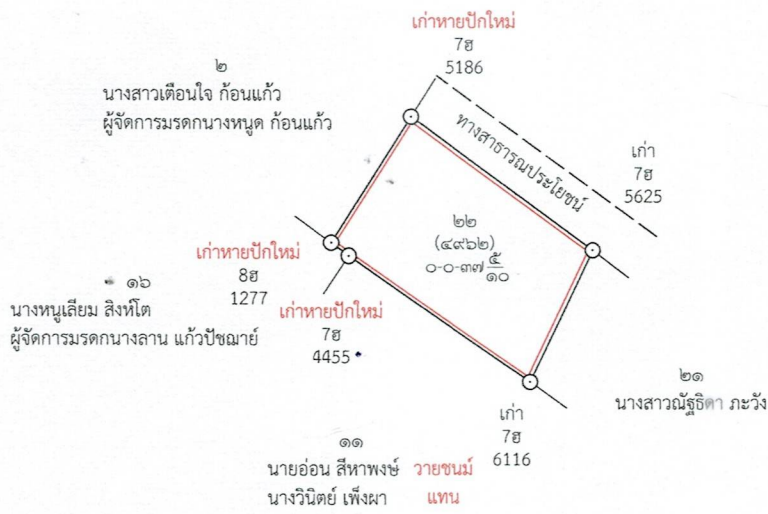 เก่าหายปักใหม่
7ฮ
5186
๒
นางสาวเตือนใจ ก้อนแก้ว
ผู้จัดการมรดกนางหนูด ก้อนแก้ว
ทางสาธารณประโยชน์
เก่า
7ฮ
5625
๒๒
(๔๙๖๒)
๐-๐-๓๗ ๕/๑๐
เก่าหายปักใหม่
8ฮ
1277
๑๖
นางหนูเลียม สิงห์โต
ผู้จัดการมรดกนางลาน แก้วปัชฌาย์
เก่าหายปักใหม่
7ฮ
4455
๒๑
นางสาวณัฐธิดา ภะวัง
เก่า
7ฮ
6116
๑๑
นายอ่อน สีหาพงษ์ วายชนม์
นางวินิตย์ เพ็งผา แทน